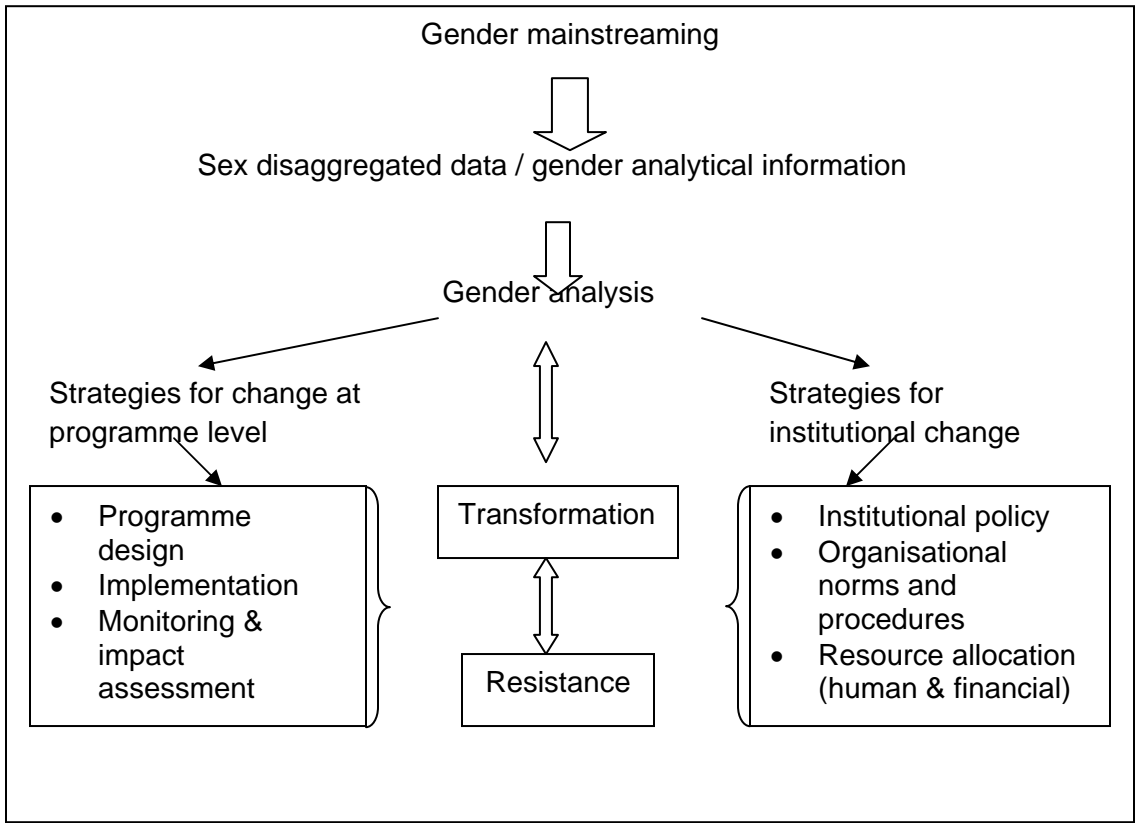 Gender mainstreaming
Sex disaggregated data / gender analytical information
Gender analysis
Strategies for change at
programme level
Strategies for
institutional change
• Programme
design
• Implementation
• Monitoring &
impact
assessment
Transformation
Resistance
• Institutional policy
• Organisational
norms and
procedures
• Resource allocation
(human & financial)